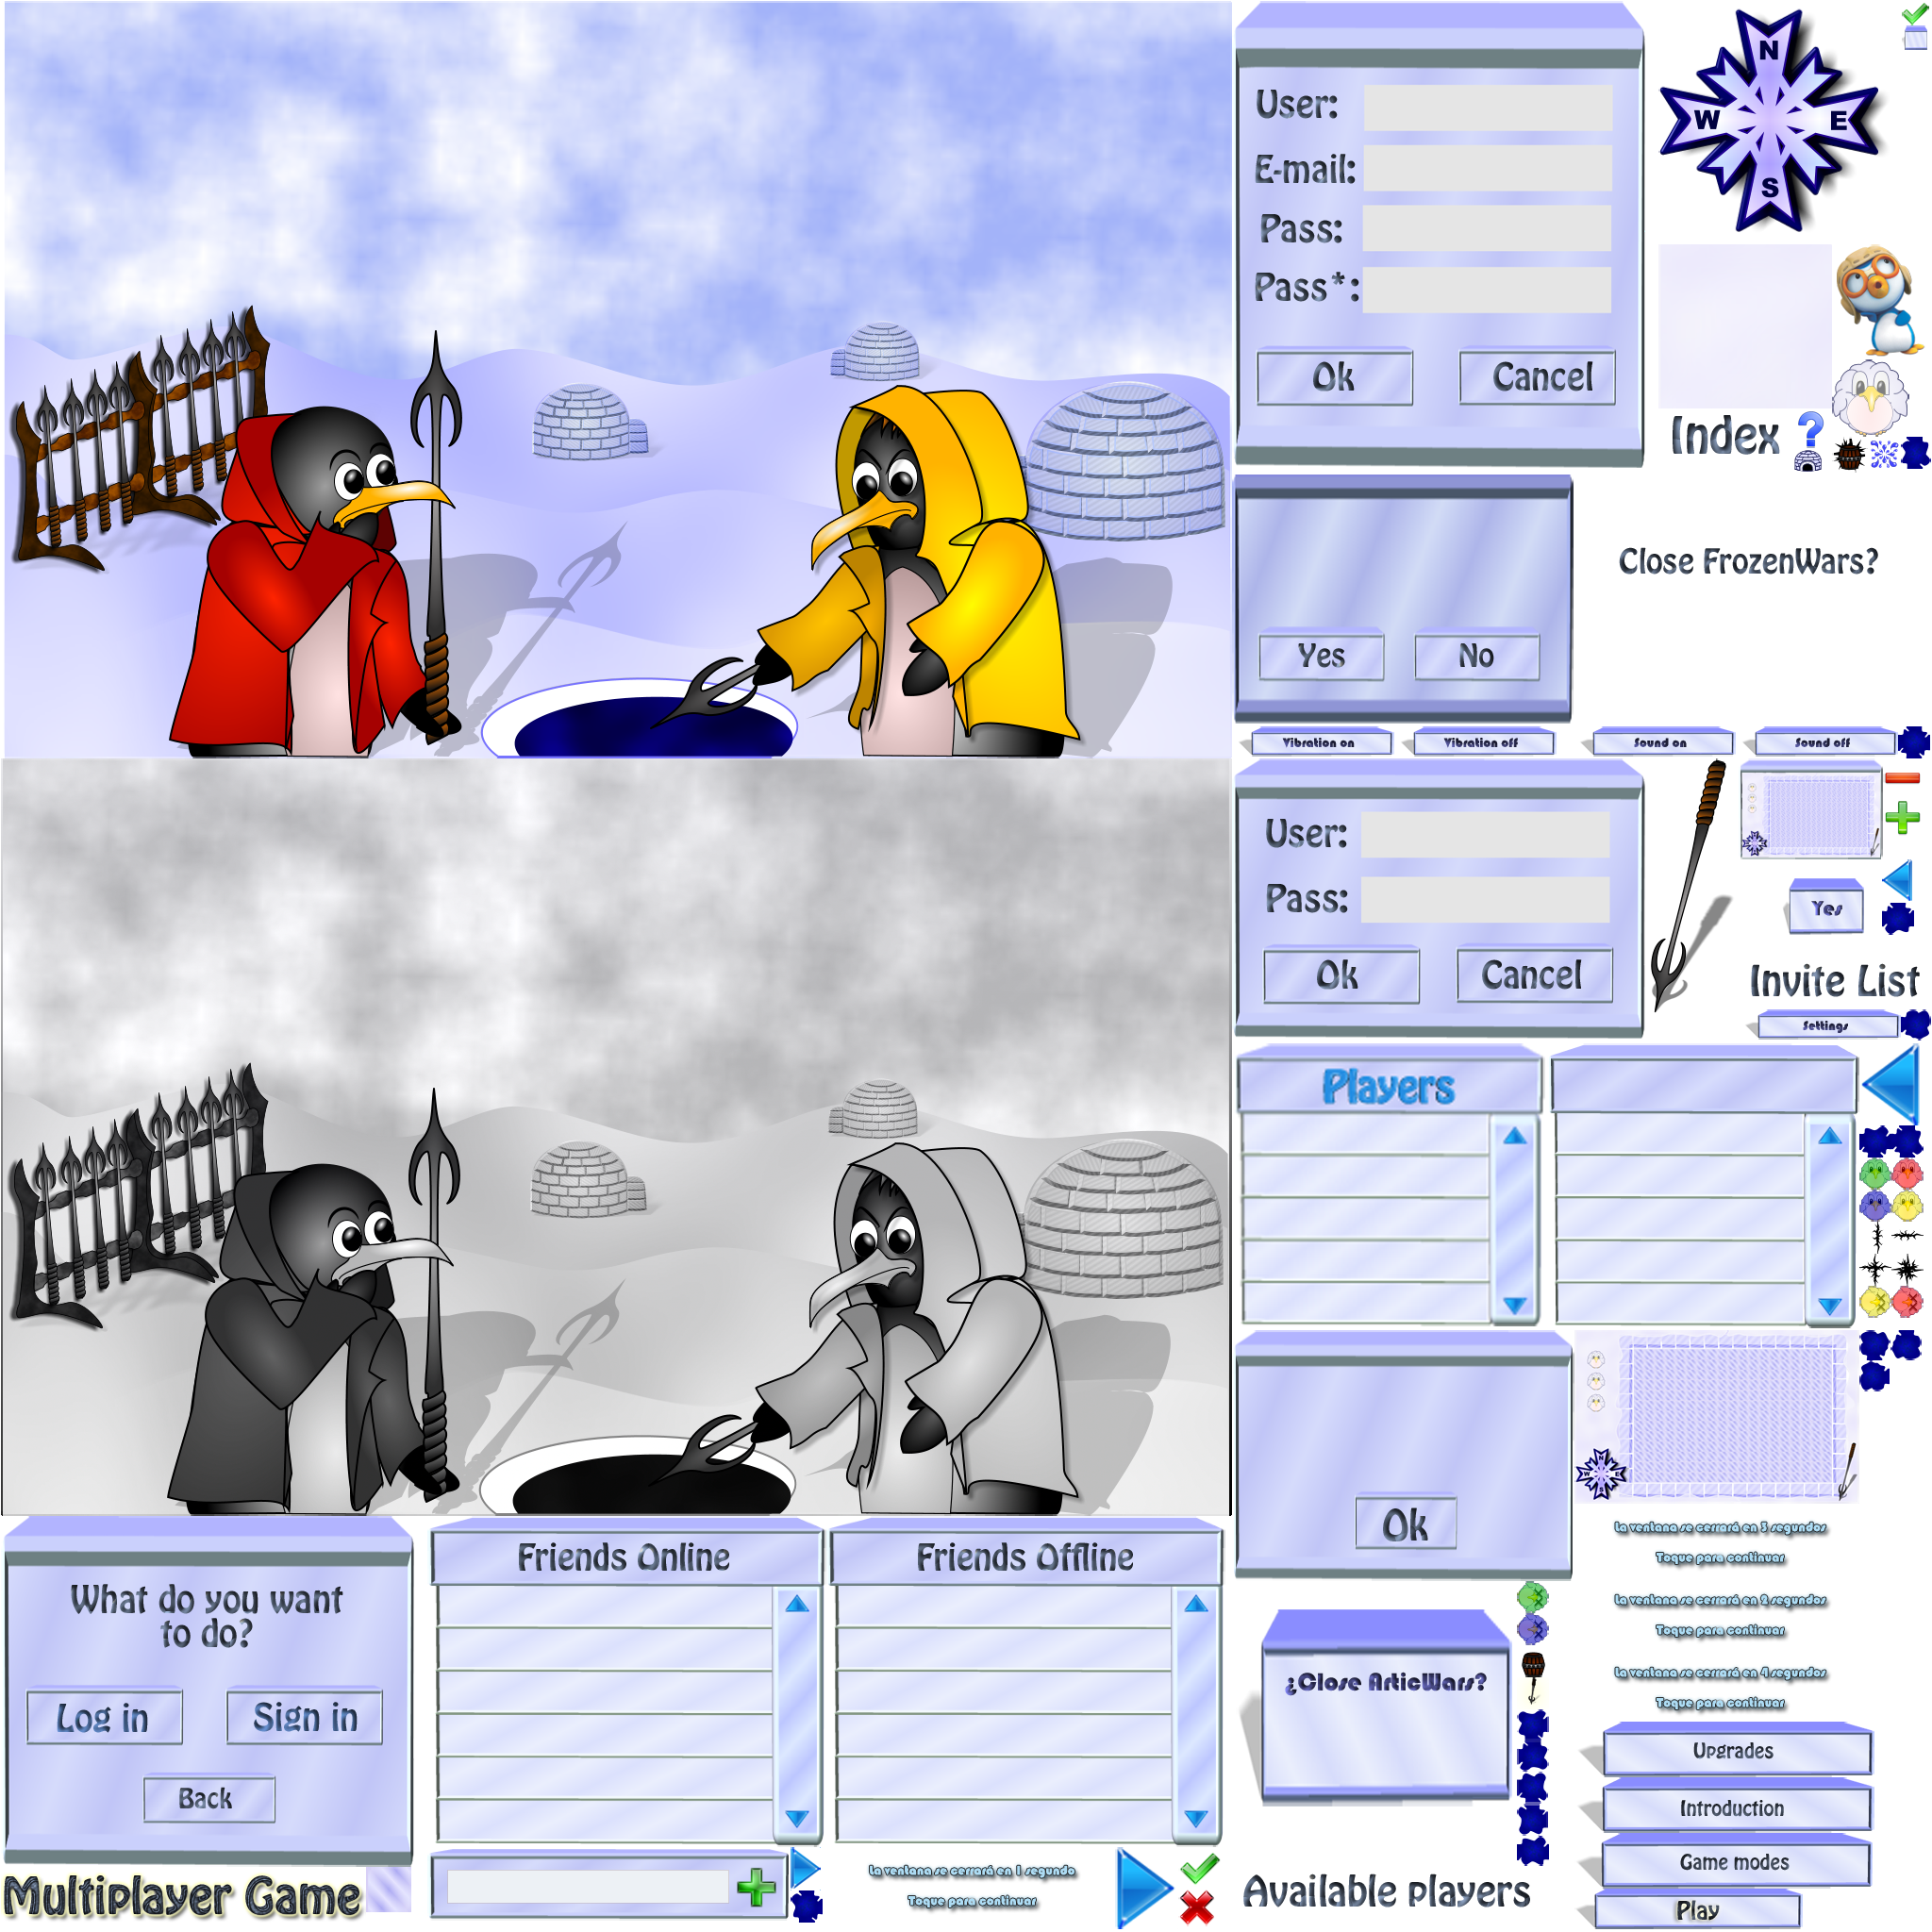 User:
E-mail:
Pass:
Pass*:
Ok
Cancel
N
W
E
S
Index
?
Close FrozenWars?
Yes
No
Vibration on
Vibration off
Sound on
Sound off
User:
Pass:
Ok
Cancel
Yes
Invite List
Settings
Players
Ok
La ventana se cerrará en 3 segundos
Toque para continuar
La ventana se cerrará en 2 segundos
Toque para continuar
La ventana se cerrará en 4 segundos
Toque para continuar
What do you want
to do?
Log in
Sign in
Back
Friends Online
Friends Offline
¿Close ArticWars?
Upgrades
Introduction
Game modes
Play
Multiplayer Game
La ventana se cerrará en 1 segundo
Toque para continuar
Available players